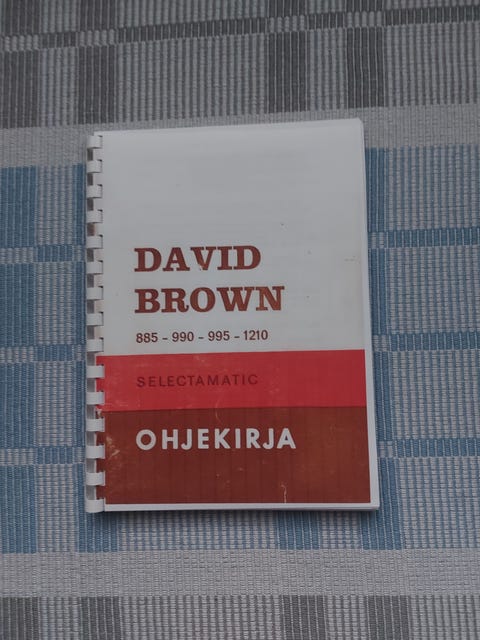 DAVID
BROWN
885 - 990 - 995 - 1210
SELECTAMATIC
OHJEKIRJA